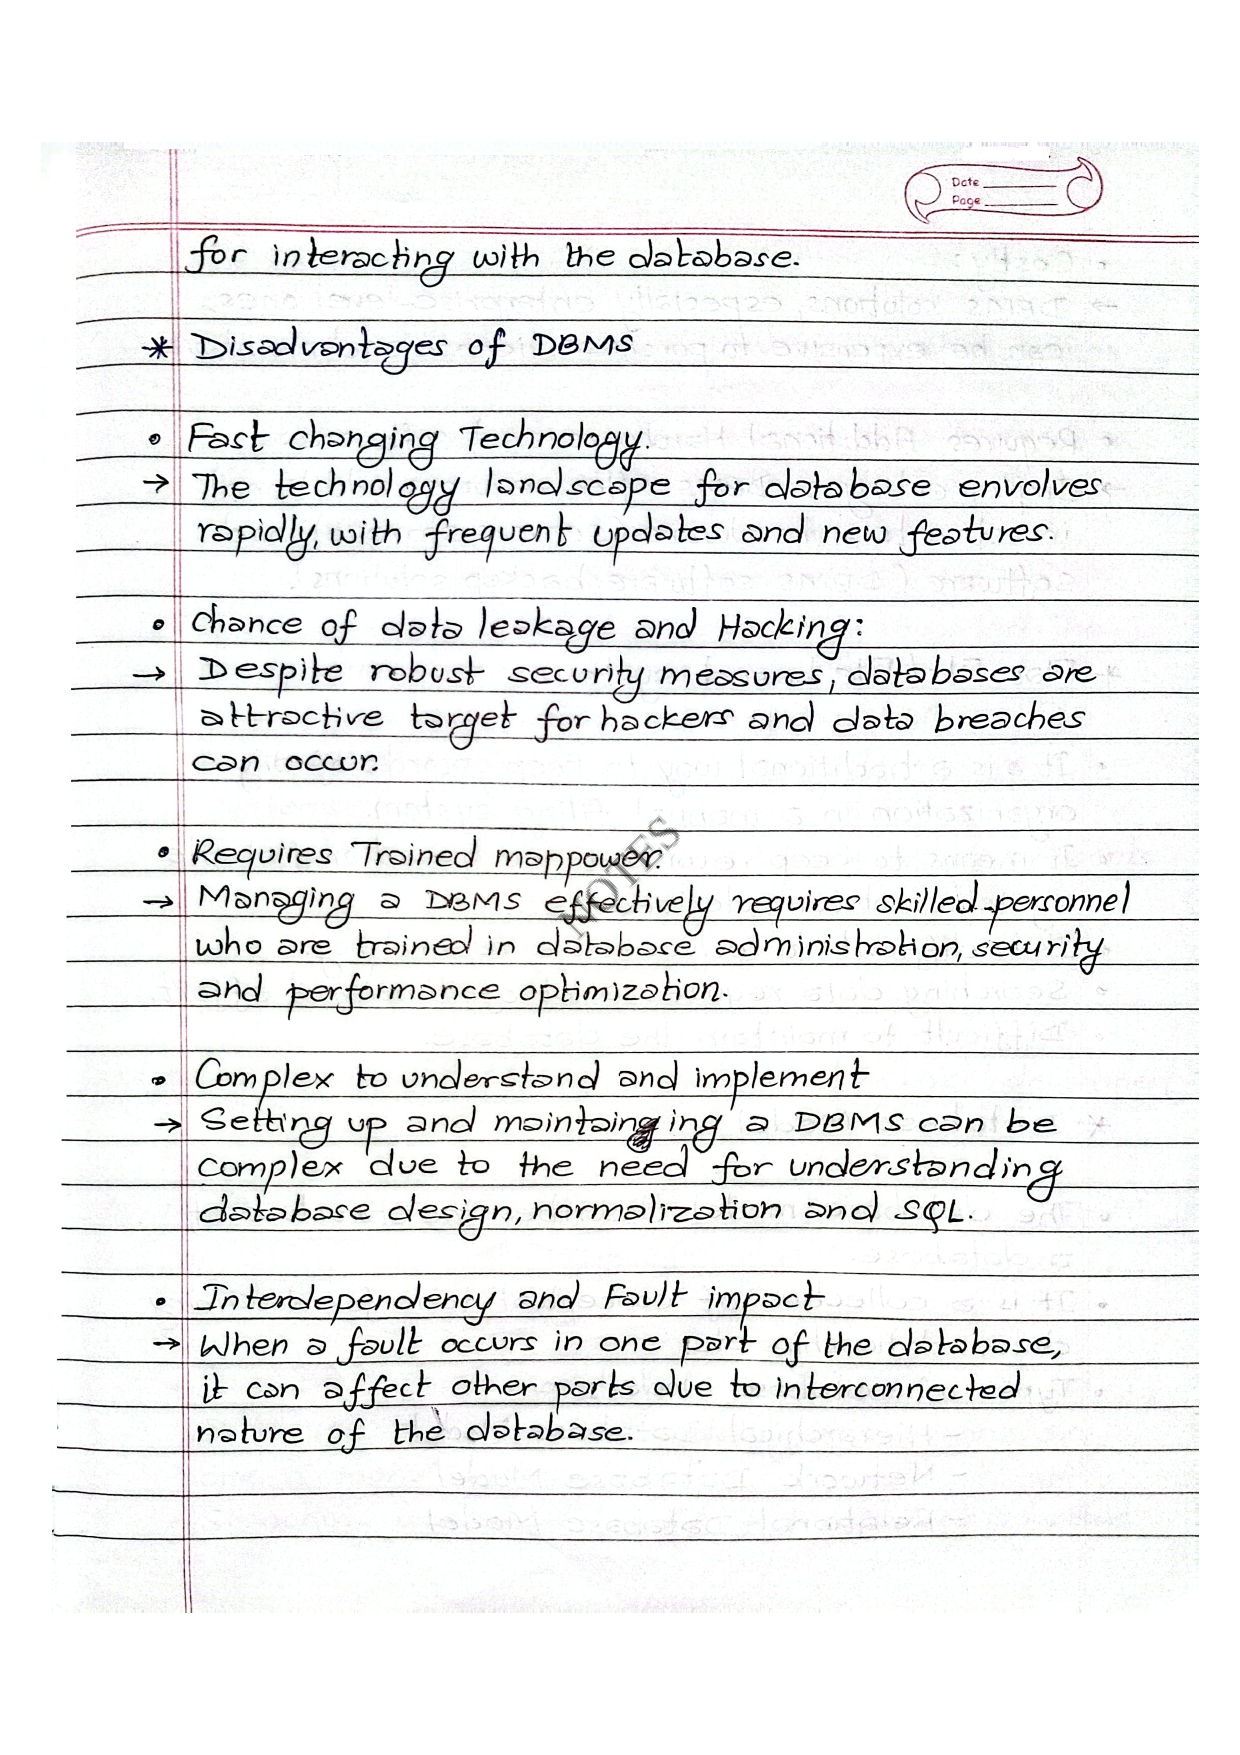 Date
Page
for interacting with the database.
* Disadvantages of DBMS
• Fast changing Technology.
→ The technology landscape for database envolves
rapidly, with frequent updates and new features.
• Chance of data leakage and Hacking:
→ Despite robust security measures, databases are
attractive target for hackers and data breaches
can occur.
• Requires Trained manpower.
→ Managing a DBMS effectively requires skilled personnel
who are trained in database administration, security
and performance optimization.
NOTES
• Complex to understand and implement
→ Setting up and maintaining a DBMS can be
complex due to the need for understanding
database design, normalization and SQL.
• Interdependency and Fault impact
→ When a fault occurs in one part of the database,
it can affect other parts due to interconnected
nature of the database.